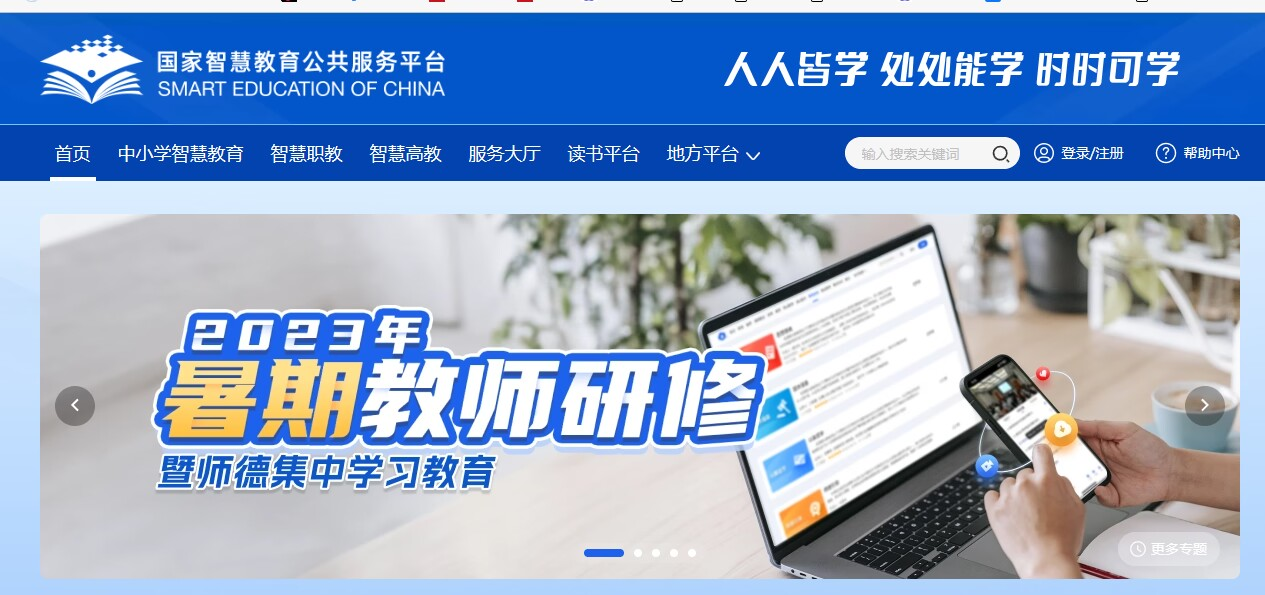 国家智慧教育公共服务平台
SMART EDUCATION OF CHINA
人人皆学 处处能学 时时可学
首页 中小学智慧教育 智慧职教 智慧高教 服务大厅 读书平台 地方平台
输入搜索关键词 登录/注册 帮助中心
2023年
暑期教师研修
暨师德集中学习教育
更多专题